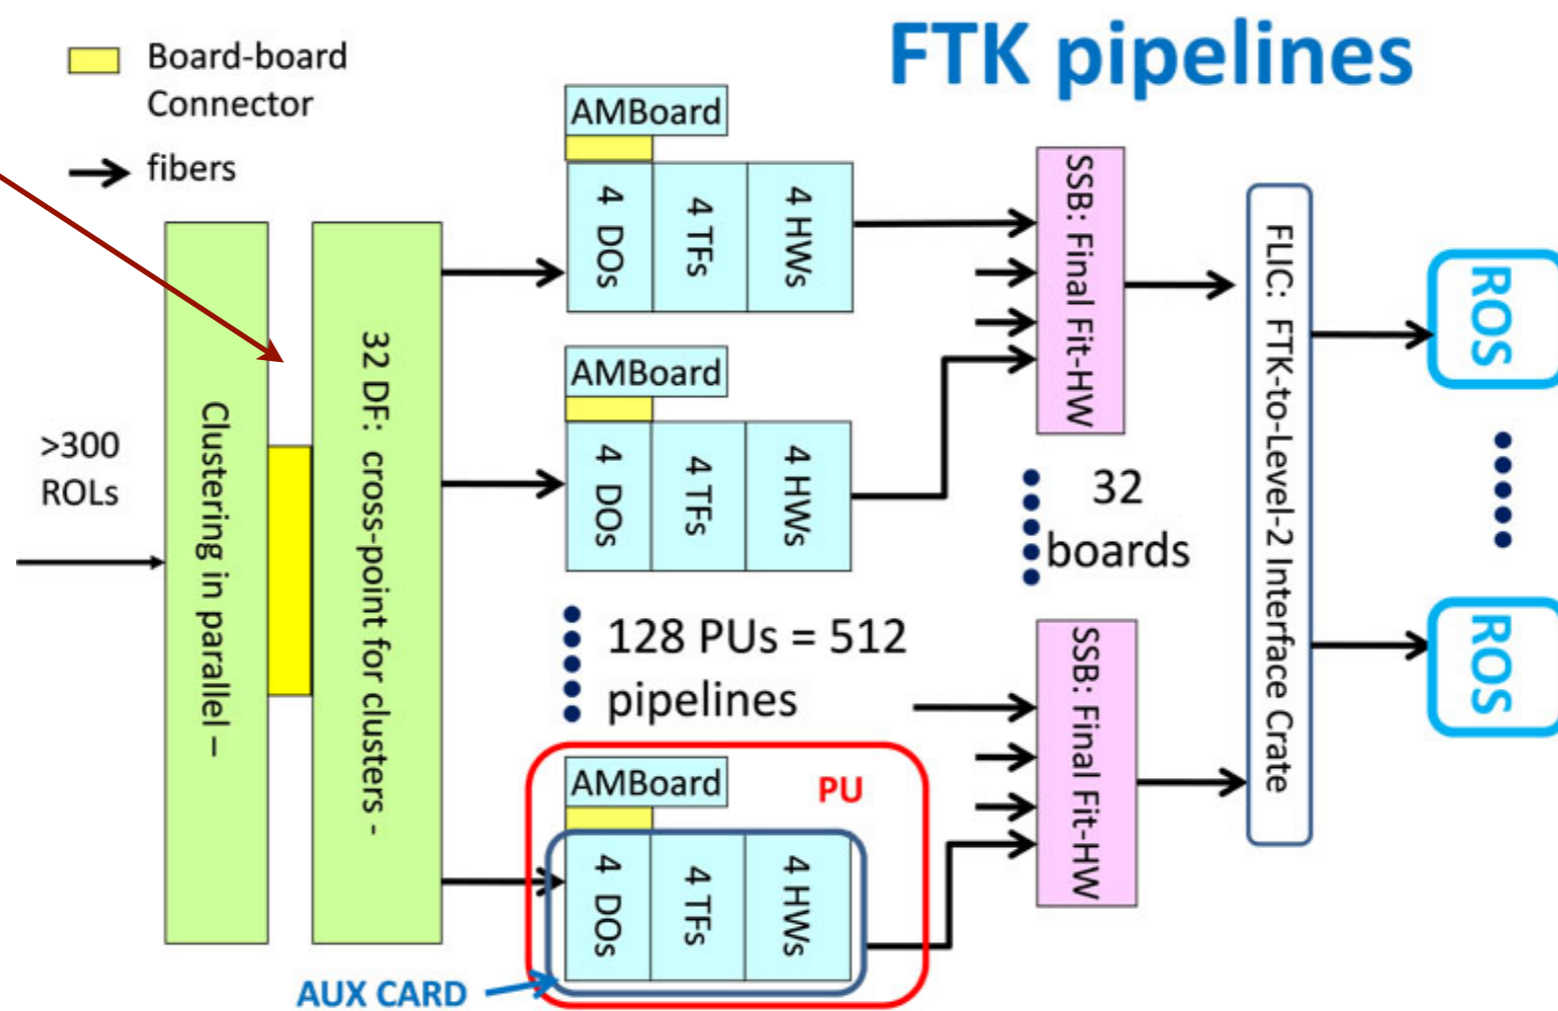 FTK pipelines
Board-board
Connector
fibers
>300
ROLs
Clustering in parallel –
32 DF: cross-point for clusters -
AMBoard
4 DOs
4 TFs
4 HWs
AMBoard
4 DOs
4 TFs
4 HWs
128 PUs = 512
pipelines
AMBoard
PU
4 DOs
4 TFs
4 HWs
AUX CARD
SSB: Final Fit-HW
32
boards
SSB: Final Fit-HW
FLIC: FTK-to-Level-2 Interface Crate
ROS
ROS